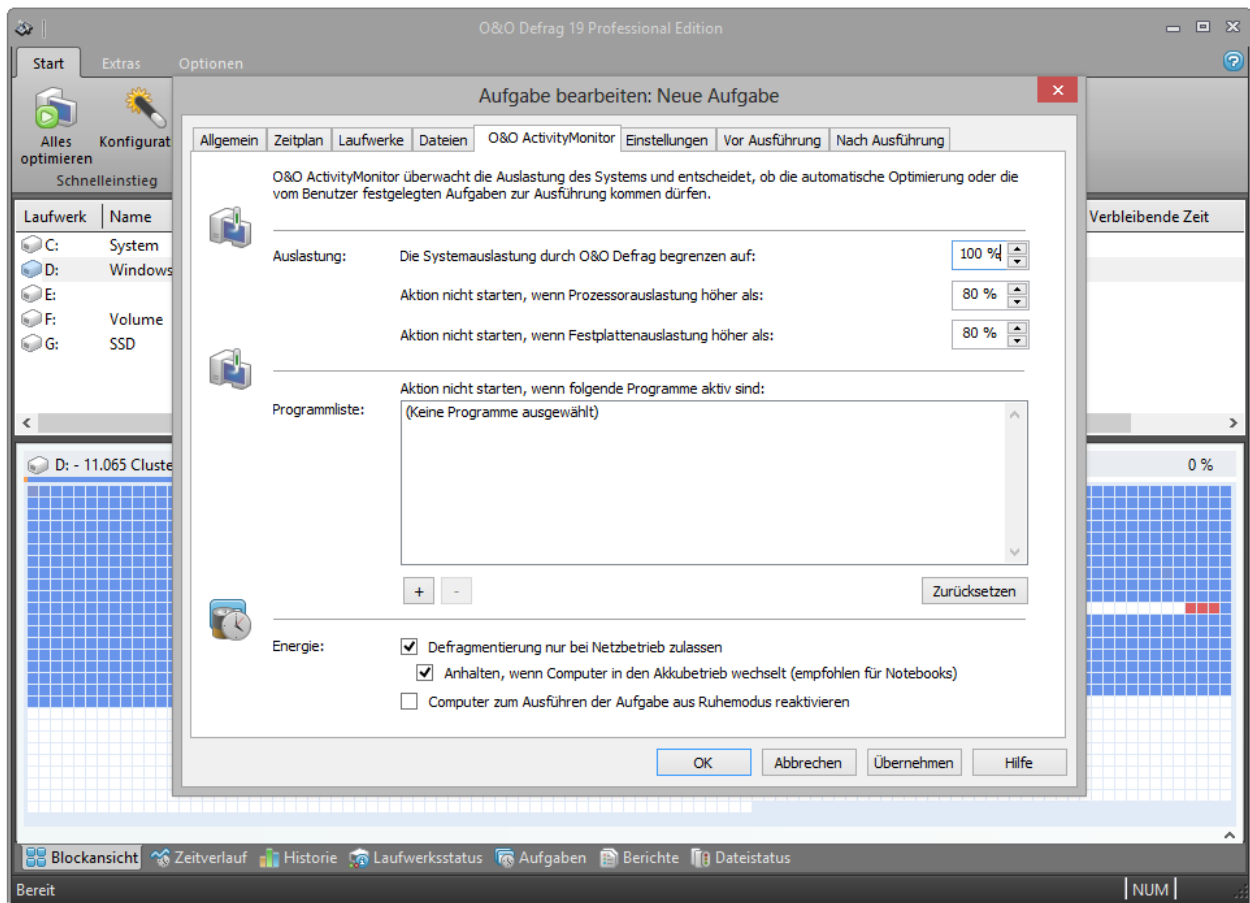 O&O Defrag 19 Professional Edition
Start Extras Optionen
Aufgabe bearbeiten: Neue Aufgabe
Alles optimieren
Konfigurat
Schnelleinstieg
Allgemein Zeitplan Laufwerke Dateien O&O ActivityMonitor Einstellungen Vor Ausführung Nach Ausführung
O&O ActivityMonitor überwacht die Auslastung des Systems und entscheidet, ob die automatische Optimierung oder die
vom Benutzer festgelegten Aufgaben zur Ausführung kommen dürfen.
Laufwerk Name Verbleibende Zeit
C: System
D: Windows
E:
F: Volume
G: SSD
Auslastung: Die Systemauslastung durch O&O Defrag begrenzen auf: 100 %
Aktion nicht starten, wenn Prozessorauslastung höher als: 80 %
Aktion nicht starten, wenn Festplattenauslastung höher als: 80 %
Aktion nicht starten, wenn folgende Programme aktiv sind:
Programmliste: (Keine Programme ausgewählt)
D: - 11.065 Cluste 0 %
+ - Zurücksetzen
Energie: Defragmentierung nur bei Netzbetrieb zulassen
Anhalten, wenn Computer in den Akkubetrieb wechselt (empfohlen für Notebooks)
Computer zum Ausführen der Aufgabe aus Ruhemodus reaktivieren
OK Abbrechen Übernehmen Hilfe
Blockansicht Zeitverlauf Historie Laufwerksstatus Aufgaben Berichte Dateistatus
Bereit NUM